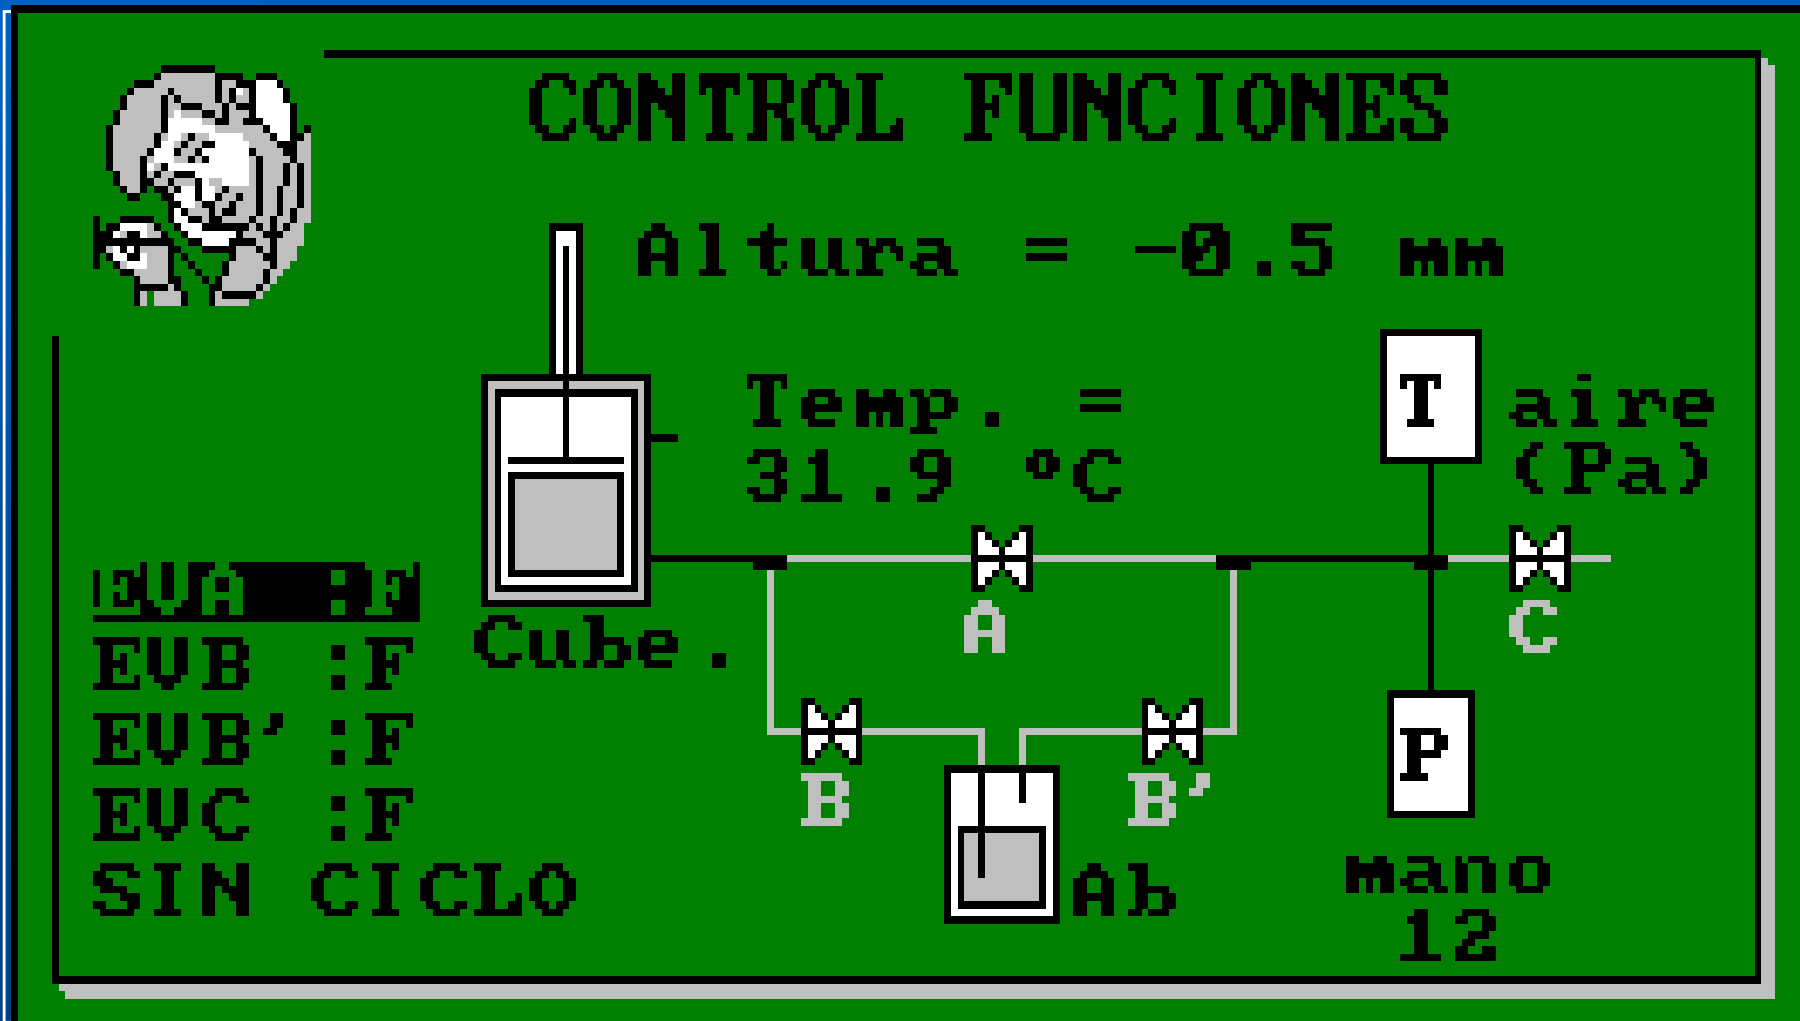 CONTROL FUNCIONES
Altura = -0.5 mm
Temp. =
31.9 ºC
T
aire
(Pa)
A
C
Cube.
EVA :F
EVB :F
EVB' :F
EVC :F
SIN CICLO
B
B'
P
Ab
mano
12